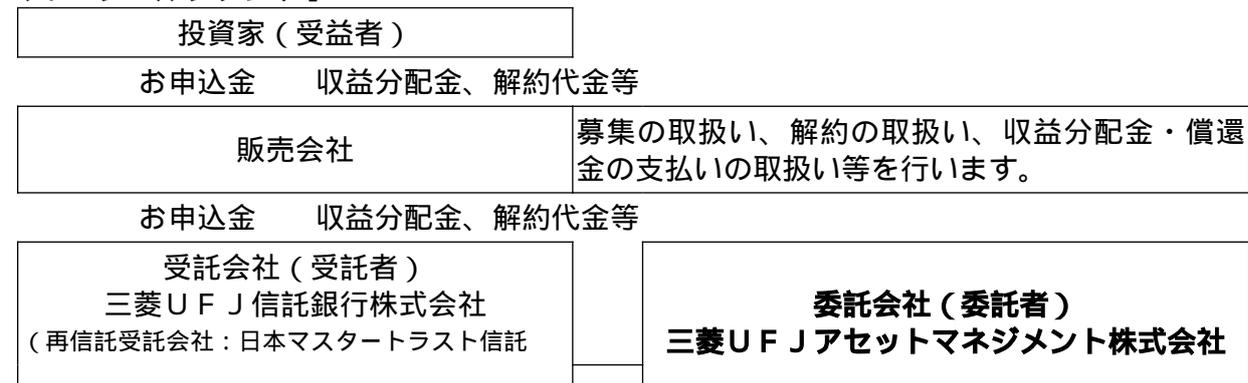 投資家（受益者）
お申込金　収益分配金、解約代金等
販売会社
募集の取扱い、解約の取扱い、収益分配金・償還
金の支払いの取扱い等を行います。
お申込金　収益分配金、解約代金等
受託会社（受託者）
三菱ＵＦＪ信託銀行株式会社
（再信託受託会社：日本マスタートラスト信託
委託会社（委託者）
三菱ＵＦＪアセットマネジメント株式会社